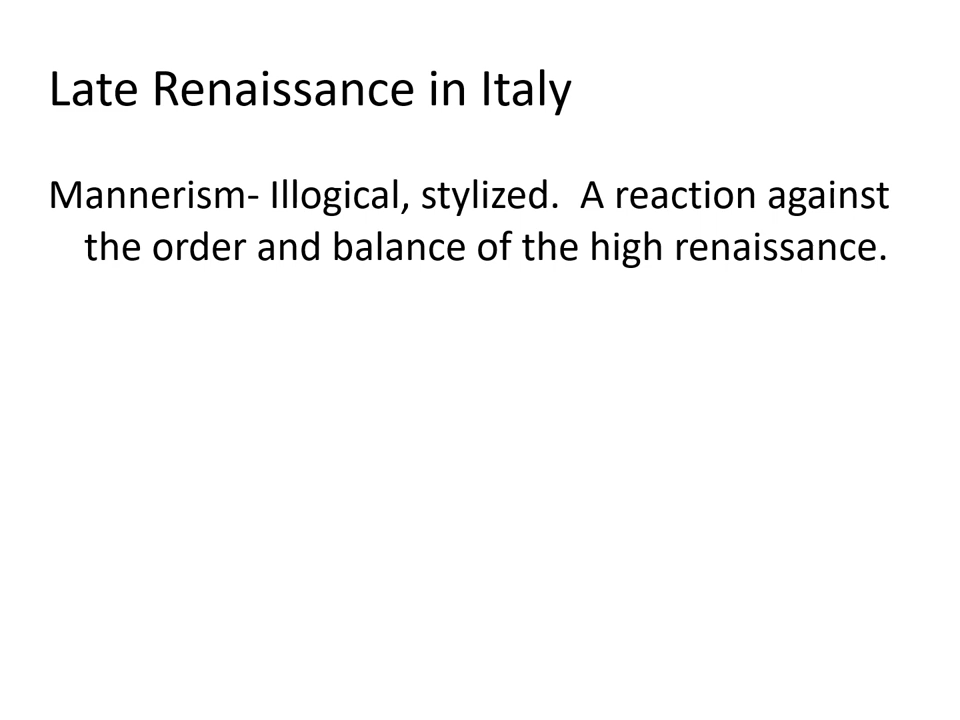 Late Renaissance in Italy
Mannerism- Illogical, stylized.  A reaction against
the order and balance of the high renaissance.